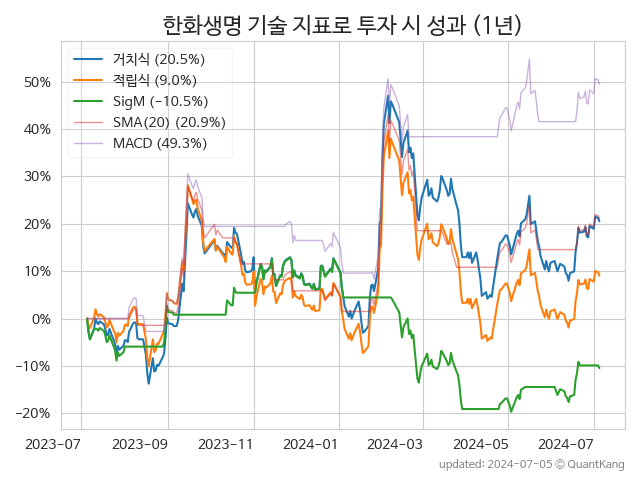 한화생명 기술 지표로 투자 시 성과 (1년)
거치식 (20.5%)
적립식 (9.0%)
SigM (−10.5%)
SMA(20) (20.9%)
MACD (49.3%)
50%
40%
30%
20%
10%
0%
−10%
−20%
2023-07 2023-09 2023-11 2024-01 2024-03 2024-05 2024-07
updated: 2024-07-05 © QuantKang